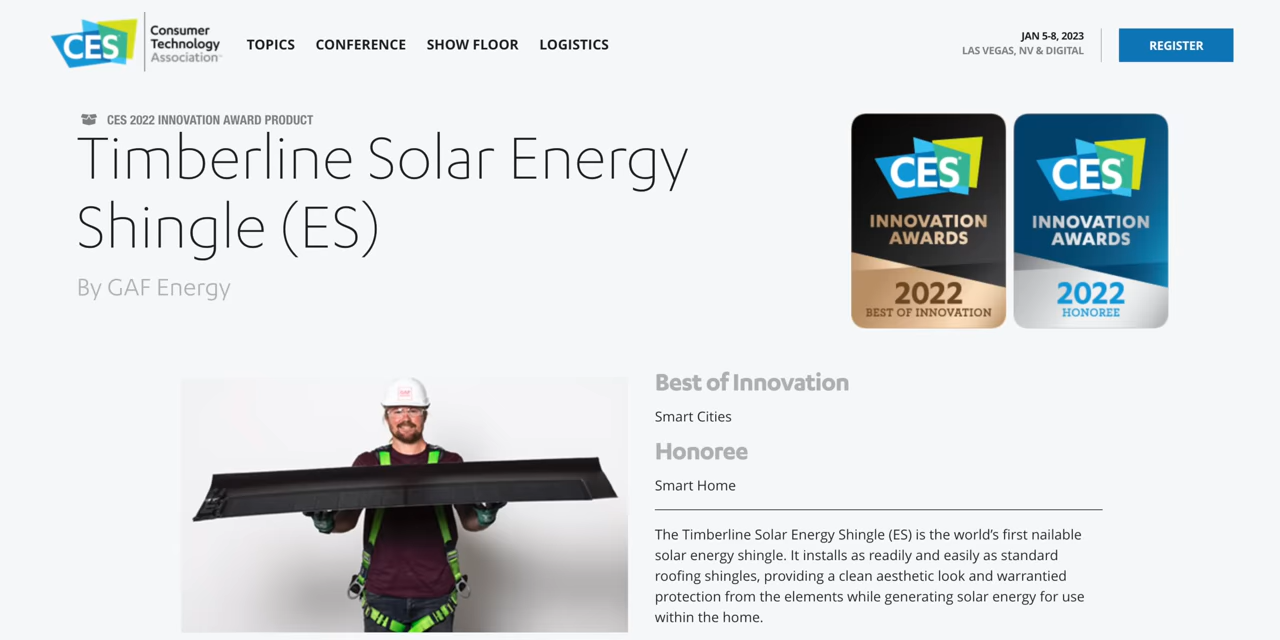 CES
Consumer
Technology
Association
TOPICS
CONFERENCE
SHOW FLOOR
LOGISTICS
JAN 5-8, 2023
LAS VEGAS, NV & DIGITAL
REGISTER
CES 2022 INNOVATION AWARD PRODUCT
Timberline Solar Energy
Shingle (ES)
By GAF Energy
CES
INNOVATION
AWARDS
2022
BEST OF INNOVATION
CES
INNOVATION
AWARDS
2022
HONOREE
GAF
Best of Innovation
Smart Cities
Honoree
Smart Home
The Timberline Solar Energy Shingle (ES) is the world’s first nailable
solar energy shingle. It installs as readily and easily as standard
roofing shingles, providing a clean aesthetic look and warrantied
protection from the elements while generating solar energy for use
within the home.